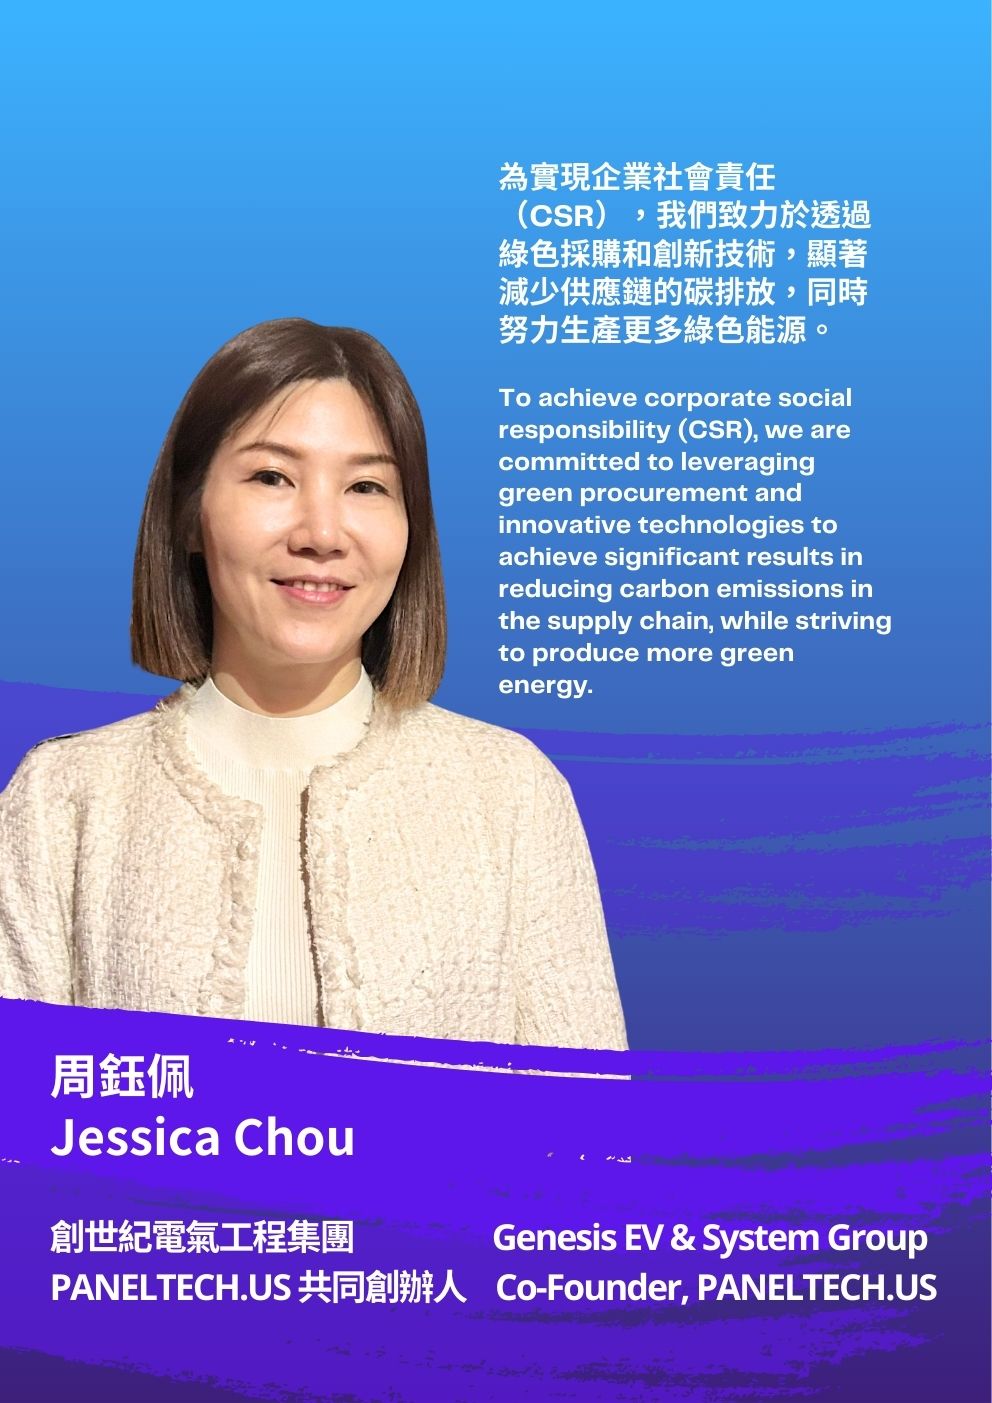 為實現企業社會責任
（CSR），我們致力於透過
綠色採購和創新技術，顯著
減少供應鏈的碳排放，同時
努力生產更多綠色能源。
To achieve corporate social
responsibility (CSR), we are
committed to leveraging
green procurement and
innovative technologies to
achieve significant results in
reducing carbon emissions in
the supply chain, while striving
to produce more green
energy.
周鈺佩
Jessica Chou
創世紀電氣工程集團
PANELTECH.US 共同創辦人
Genesis EV & System Group
Co-Founder, PANELTECH.US